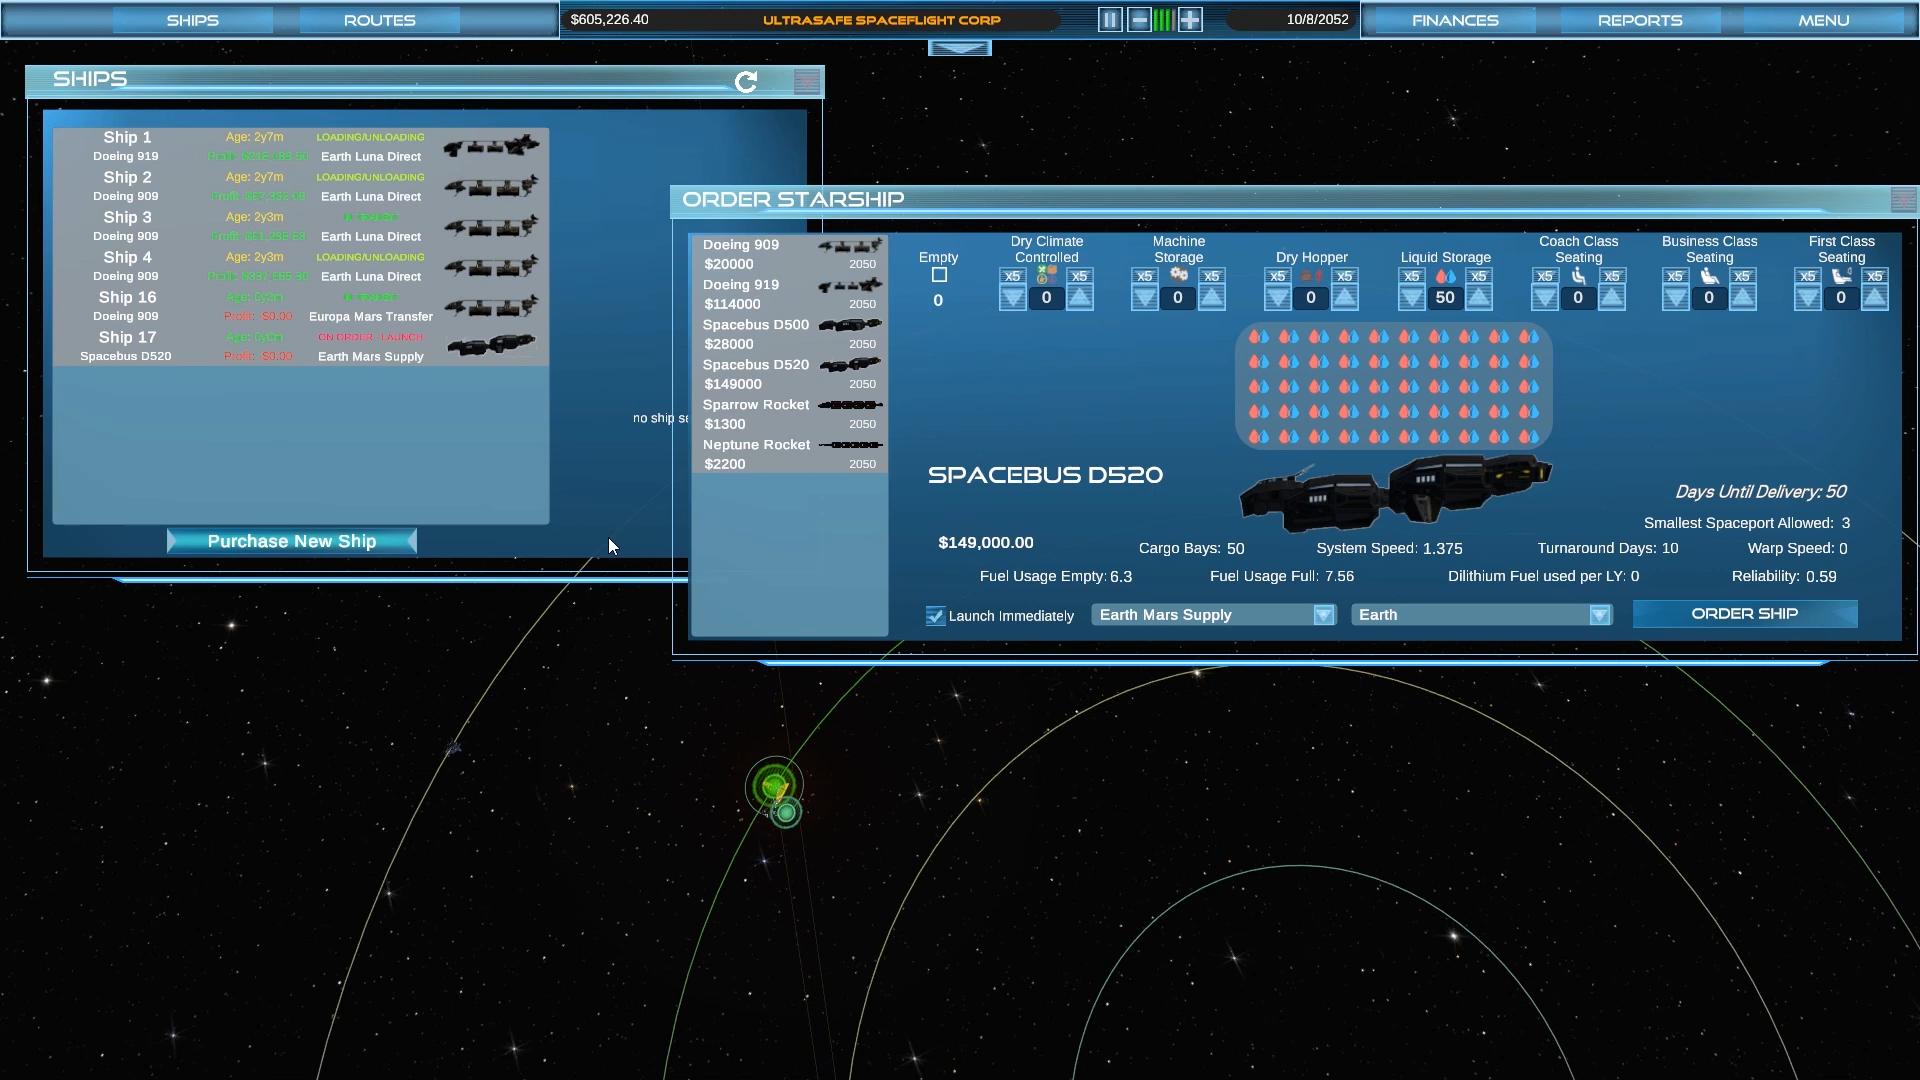 SHIPS
ROUTES
$605,226.40
ULTRASAFE SPACEFLIGHT CORP
10/8/2052
FINANCES
REPORTS
MENU
SHIPS
Ship 1
Age: 2y7m
LOADING/UNLOADING
Doeing 919
Earth Luna Direct
Ship 2
Age: 2y7m
LOADING/UNLOADING
Doeing 909
Earth Luna Direct
Ship 3
Age: 2y3m
Doeing 909
Earth Luna Direct
Ship 4
Age: 2y3m
LOADING/UNLOADING
Doeing 909
Earth Luna Direct
Ship 16
Doeing 909
Profit: $0.00
Europa Mars Transfer
Ship 17
ON ORDER - LAUNCH
Spacebus D520
Profit: $0.00
Earth Mars Supply
no ship
Purchase New Ship
ORDER STARSHIP
Doeing 909
$20000
2050
Doeing 919
$114000
2050
Spacebus D500
$28000
2050
Spacebus D520
$149000
2050
Sparrow Rocket
$1300
2050
Neptune Rocket
$2200
2050
Empty
0
Dry Climate
Controlled
x5
x5
0
Machine
Storage
x5
x5
0
Dry Hopper
x5
x5
0
Liquid Storage
x5
x5
50
Coach Class
Seating
x5
x5
0
Business Class
Seating
x5
x5
0
First Class
Seating
x5
x5
0
SPACEBUS D520
Days Until Delivery: 50
Smallest Spaceport Allowed: 3
$149,000.00
Cargo Bays: 50
System Speed: 1.375
Turnaround Days: 10
Warp Speed: 0
Fuel Usage Empty: 6.3
Fuel Usage Full: 7.56
Dilithium Fuel used per LY: 0
Reliability: 0.59
Launch Immediately
Earth Mars Supply
Earth
ORDER SHIP